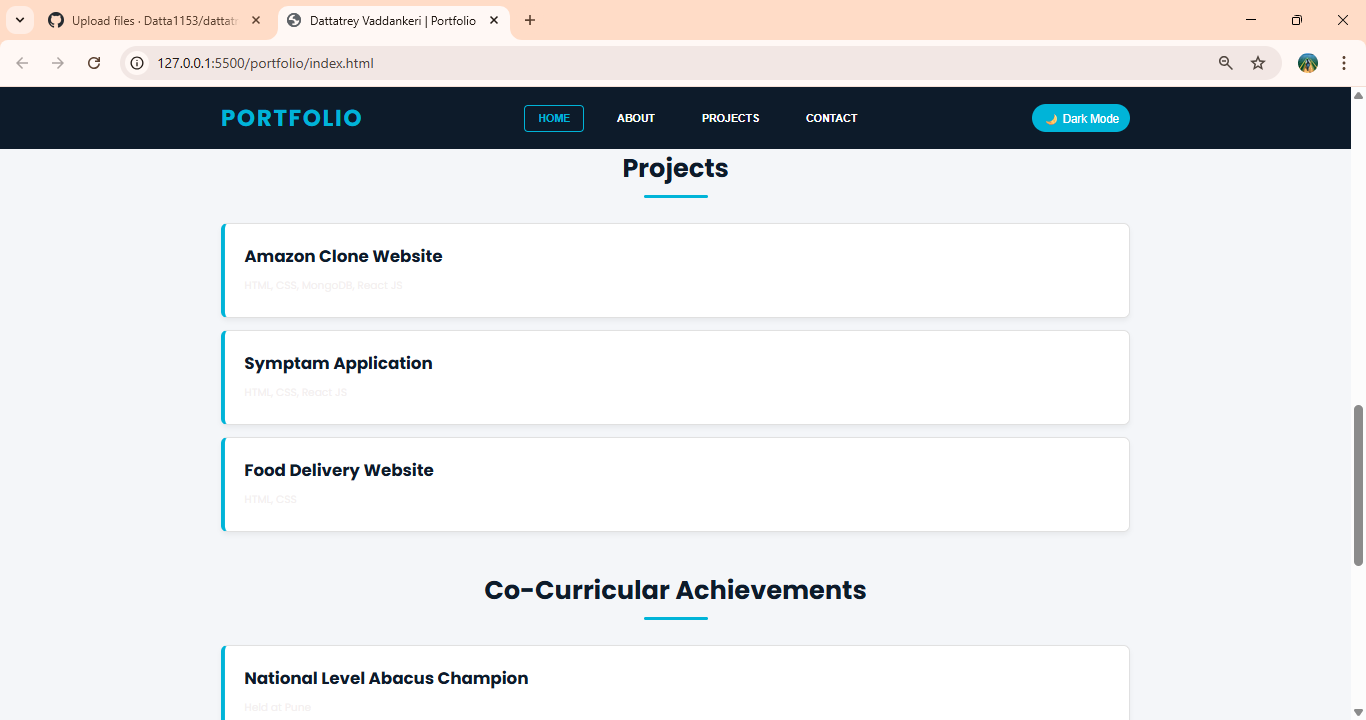 Upload files · Datta1153/dattat
Dattatrey Vaddankeri | Portfolio
127.0.0.1:5500/portfolio/index.html
PORTFOLIO
HOME
ABOUT
PROJECTS
CONTACT
🌙 Dark Mode
Projects
Amazon Clone Website
HTML, CSS, MongoDB, React JS
Symptam Application
HTML, CSS, React JS
Food Delivery Website
HTML, CSS
Co-Curricular Achievements
National Level Abacus Champion
Held at Pune